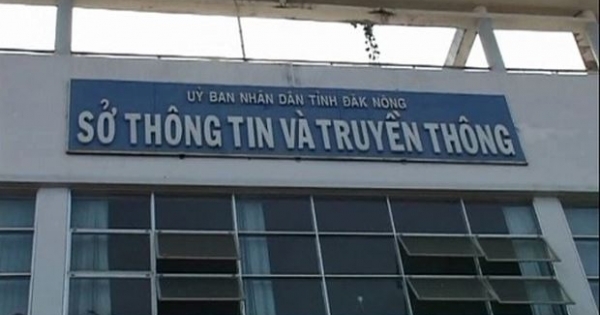 UỶ BAN NHÂN DÂN TỈNH ĐĂK NÔNG
SỞ THÔNG TIN VÀ TRUYỀN THÔNG